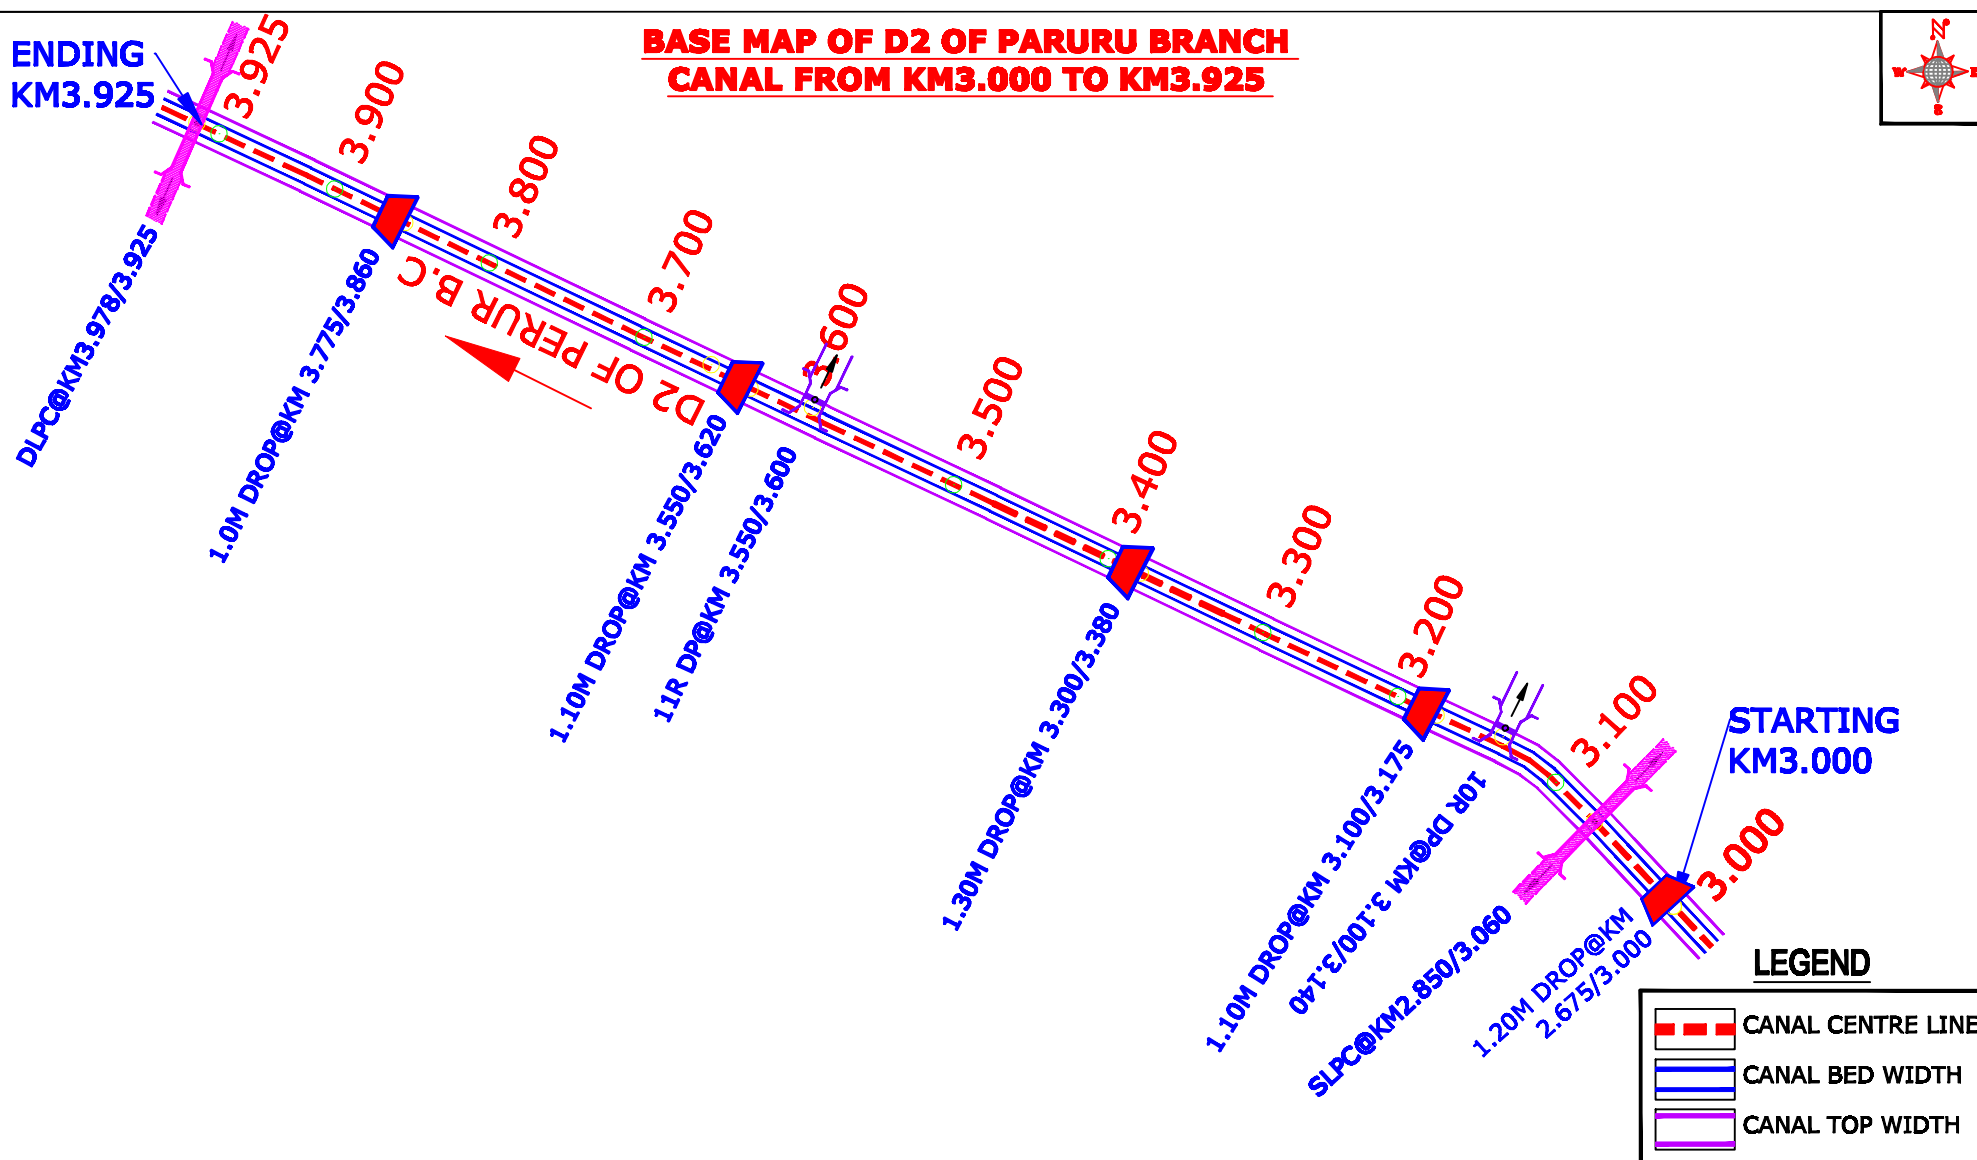 BASE MAP OF D2 OF PARURU BRANCH
CANAL FROM KM3.000 TO KM3.925
ENDING
KM3.925
3.925
3.900
3.800
3.700
3.600
3.500
3.400
3.300
3.200
3.100
3.000
N
W
E
S
D2 OF PERUR B.C
DLPC@KM3.978/3.925
1.0M DROP@KM 3.775/3.860
1.10M DROP@KM 3.550/3.620
11R DP@KM 3.550/3.600
1.30M DROP@KM 3.300/3.380
1.10M DROP@KM 3.100/3.175
10R DP@KM 3.100/3.140
SLPC@KM2.850/3.060
1.20M DROP@KM
2.675/3.000
STARTING
KM3.000
LEGEND
CANAL CENTRE LINE
CANAL BED WIDTH
CANAL TOP WIDTH